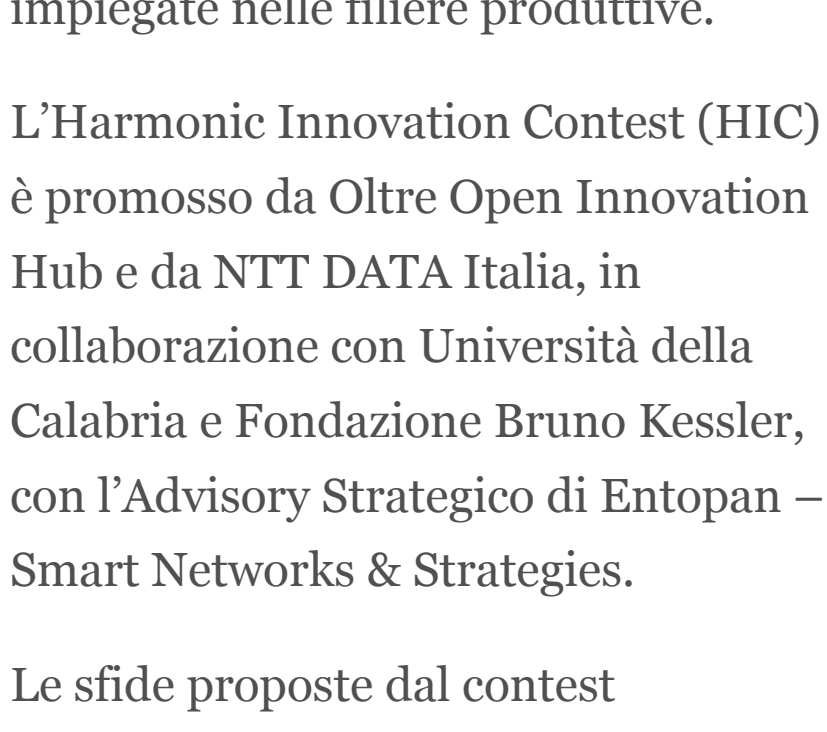 impiegate nelle filiere produttive.
L’Harmonic Innovation Contest (HIC)
è promosso da Oltre Open Innovation
Hub e da NTT DATA Italia, in
collaborazione con Università della
Calabria e Fondazione Bruno Kessler,
con l’Advisory Strategico di Entopan –
Smart Networks & Strategies.
Le sfide proposte dal contest